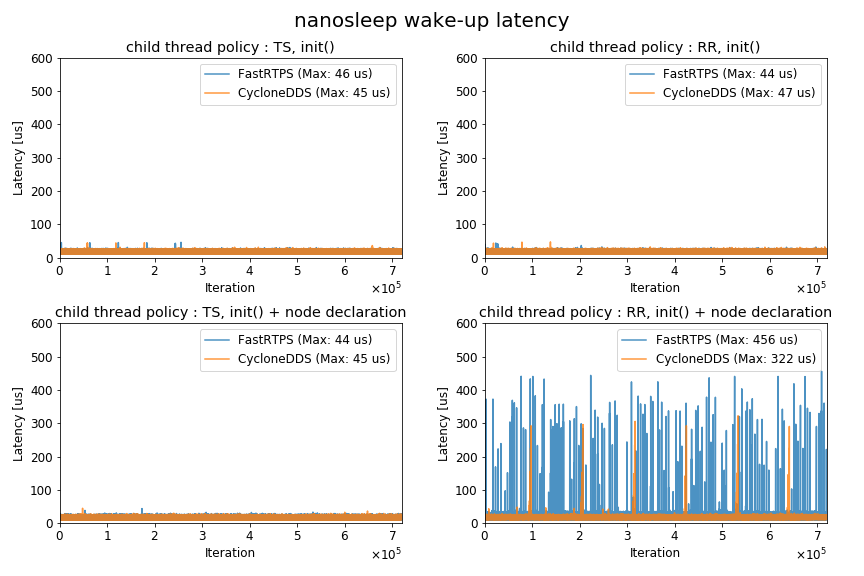 nanosleep wake-up latency
child thread policy : TS, init()
600
500
400
300
200
100
0
Latency [us]
FastRTPS (Max: 46 us)
CycloneDDS (Max: 45 us)
0 1 2 3 4 5 6 7
Iteration
×10^5
child thread policy : RR, init()
600
500
400
300
200
100
0
Latency [us]
FastRTPS (Max: 44 us)
CycloneDDS (Max: 47 us)
0 1 2 3 4 5 6 7
Iteration
×10^5
child thread policy : TS, init() + node declaration
600
500
400
300
200
100
0
Latency [us]
FastRTPS (Max: 44 us)
CycloneDDS (Max: 45 us)
0 1 2 3 4 5 6 7
Iteration
×10^5
child thread policy : RR, init() + node declaration
600
500
400
300
200
100
0
Latency [us]
FastRTPS (Max: 456 us)
CycloneDDS (Max: 322 us)
0 1 2 3 4 5 6 7
Iteration
×10^5